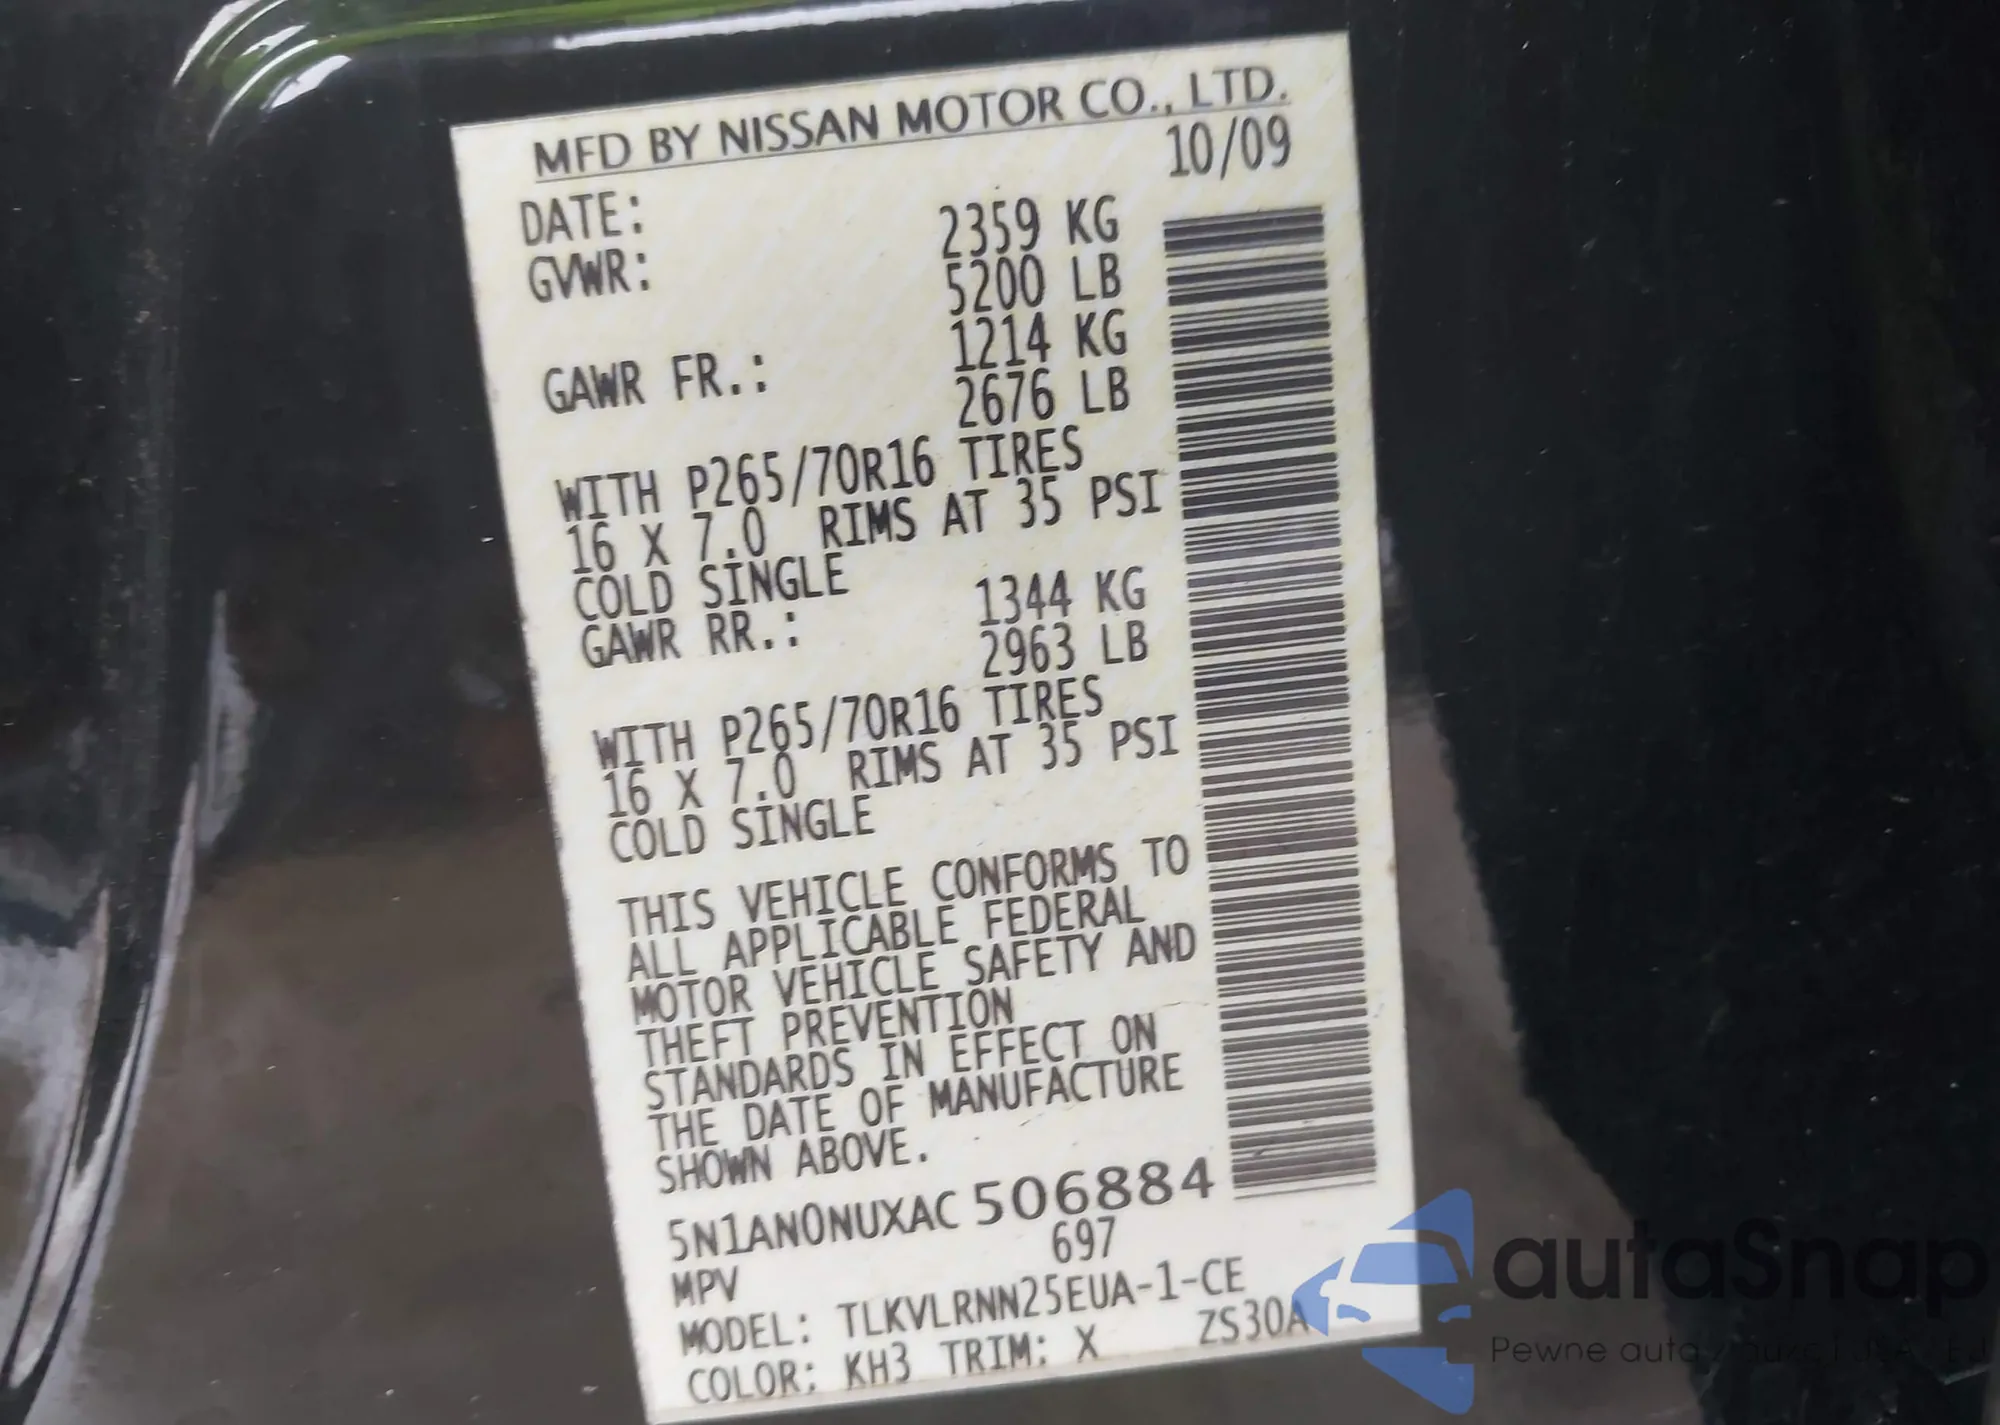 MFD BY NISSAN MOTOR CO., LTD.
DATE: 10/09
GVWR: 2359 KG
5200 LB
GAWR FR.: 1214 KG
2676 LB
WITH P265/70R16 TIRES
16 X 7.0 RIMS AT 35 PSI
COLD SINGLE
GAWR RR.: 1344 KG
2963 LB
WITH P265/70R16 TIRES
16 X 7.0 RIMS AT 35 PSI
COLD SINGLE
THIS VEHICLE CONFORMS TO
ALL APPLICABLE FEDERAL
MOTOR VEHICLE SAFETY AND
THEFT PREVENTION
STANDARDS IN EFFECT ON
THE DATE OF MANUFACTURE
SHOWN ABOVE.
5N1AN0NUXAC506884
MPV 697
MODEL: TLKVLRNN25EUA-1-CE
COLOR: KH3 TRIM: X ZS30A
autaSnap
Pewne auta